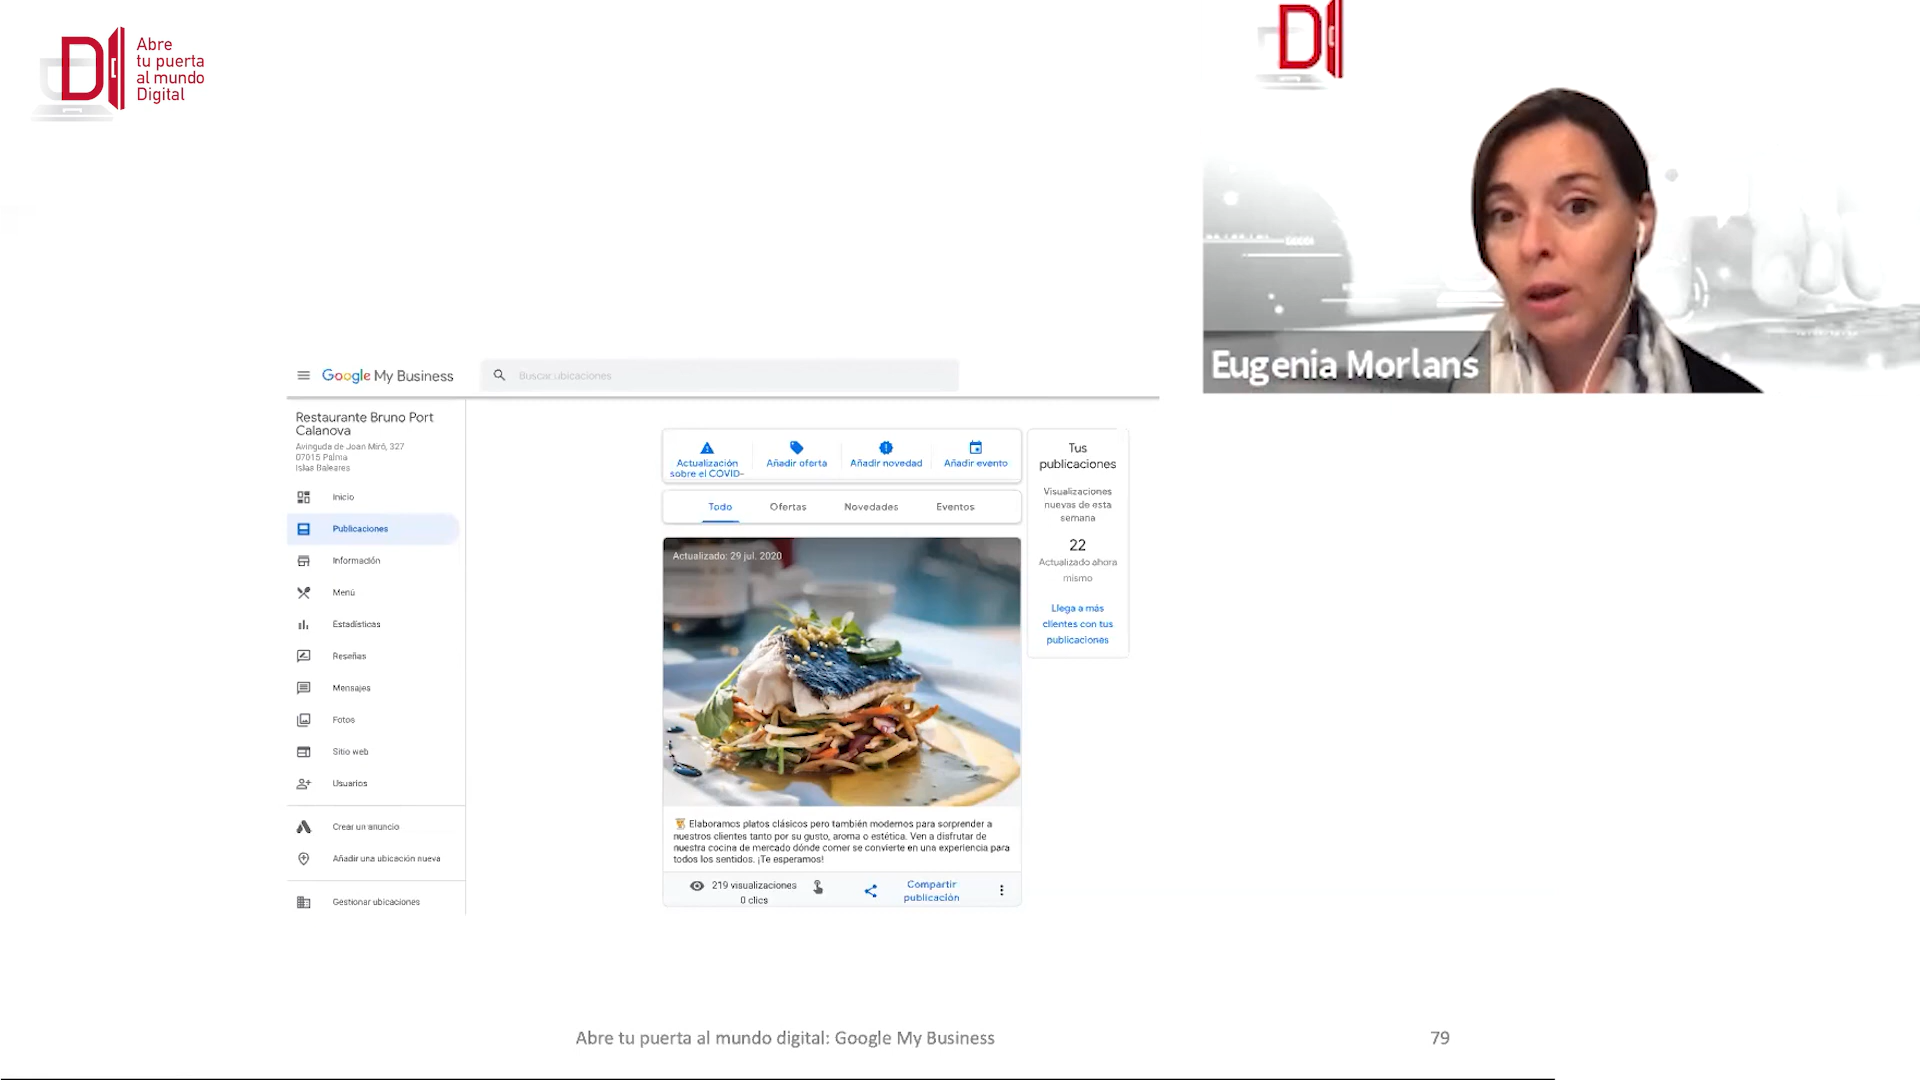 Abre
tu puerta
al mundo
Digital
Eugenia Morlans
Google My Business
Buscar ubicaciones
Restaurante Bruno Port
Calanova
Avinguda de Joan Miró, 327
07015 Palma
Islas Baleares
Inicio
Publicaciones
Información
Menú
Estadísticas
Reseñas
Mensajes
Fotos
Sitio web
Usuarios
Crear un anuncio
Añadir una ubicación nueva
Gestionar ubicaciones
Actualización
sobre el COVID-
Añadir oferta
Añadir novedad
Añadir evento
Todo
Ofertas
Novedades
Eventos
Actualizado: 29 jul. 2020
Elaboramos platos clásicos pero también modernos para sorprender a
nuestros clientes tanto por su gusto, aroma o estética. Ven a disfrutar de
nuestra cocina de mercado dónde comer se convierte en una experiencia para
todos los sentidos. ¡Te esperamos!
219 visualizaciones
0 clics
Compartir
publicación
Tus
publicaciones
Visualizaciones
nuevas de esta
semana
22
Actualizado ahora
mismo
Llega a más
clientes con tus
publicaciones
Abre tu puerta al mundo digital: Google My Business
79